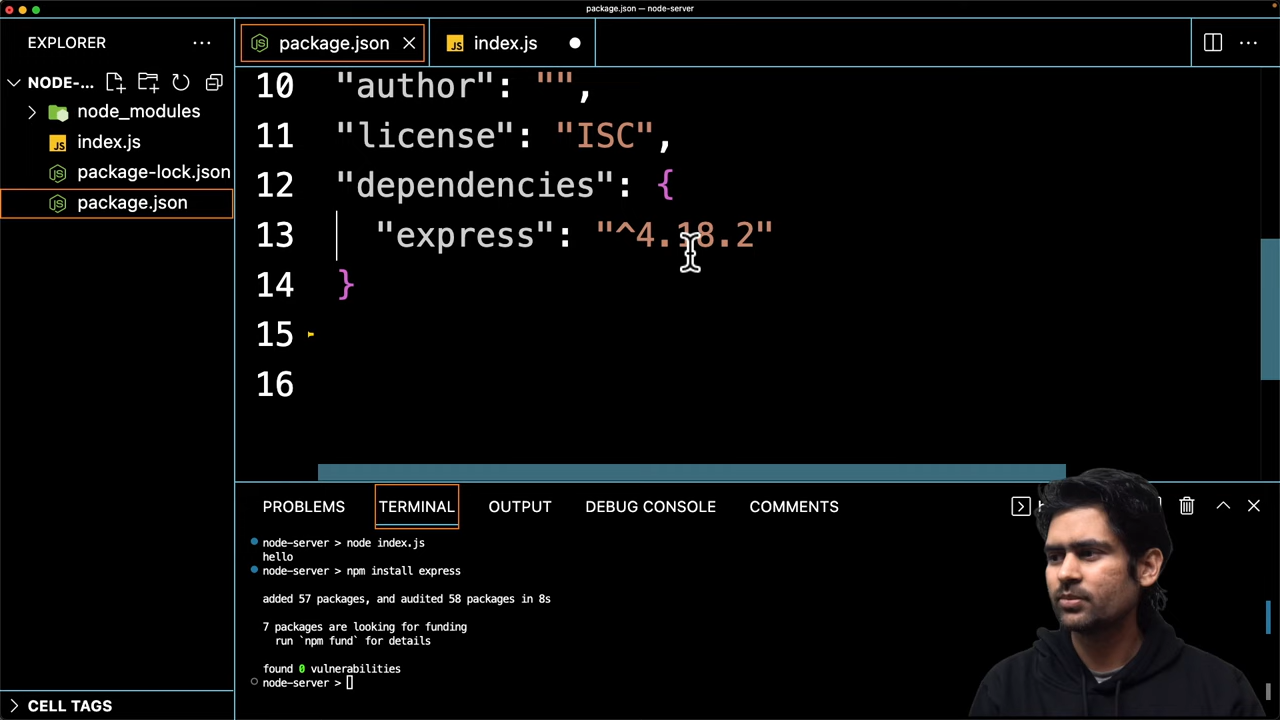 package.json — node-server
EXPLORER
package.json
JS index.js
NODE-...
node_modules
JS index.js
package-lock.json
package.json
10 "author": "",
11 "license": "ISC",
12 "dependencies": {
13 "express": "^4.18.2"
14 }
15
16
PROBLEMS TERMINAL OUTPUT DEBUG CONSOLE COMMENTS
node-server > node index.js
hello
node-server > npm install express
added 57 packages, and audited 58 packages in 8s
7 packages are looking for funding
run `npm fund` for details
found 0 vulnerabilities
node-server >
CELL TAGS